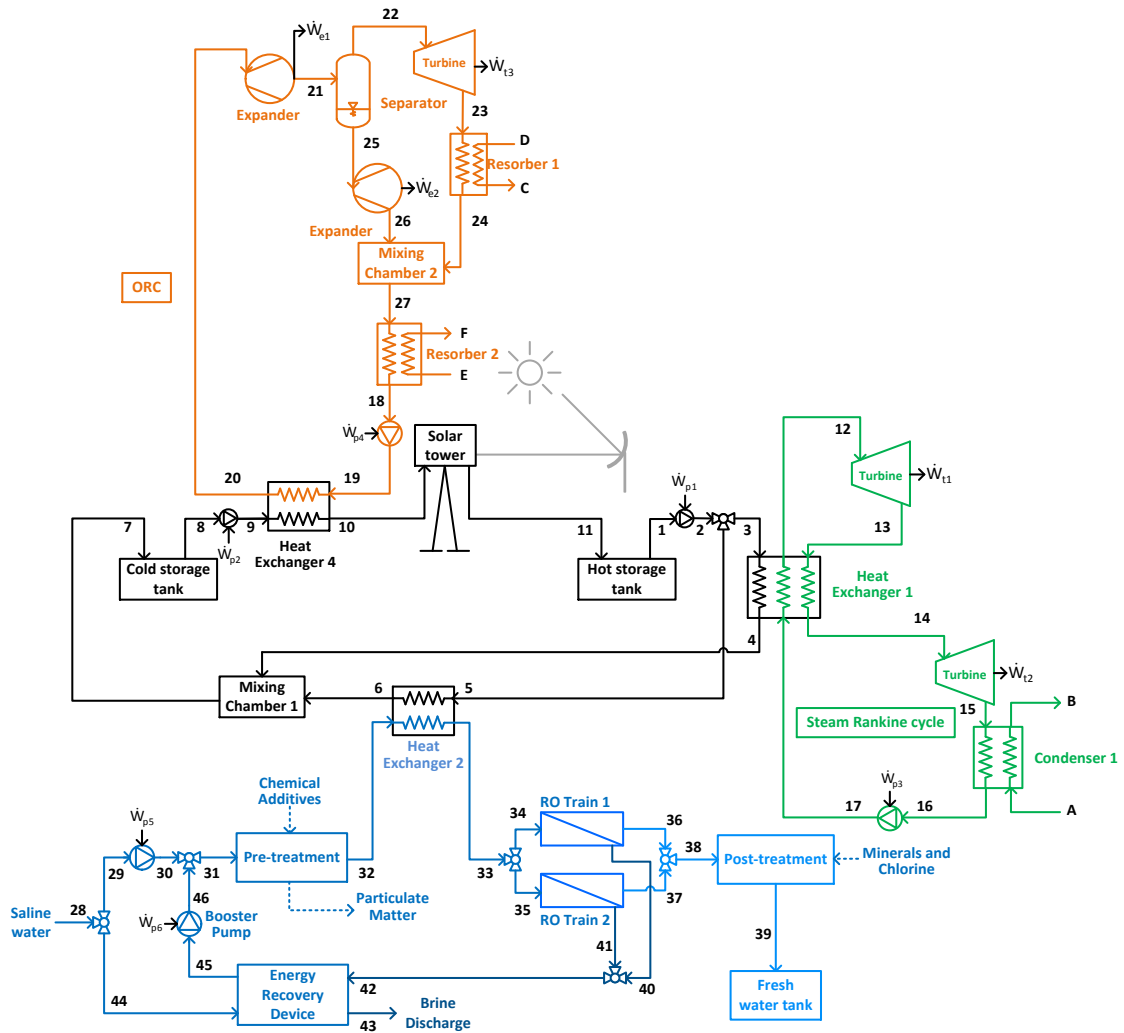 22
Ẇe1
Turbine
Ẇt3
21
Separator
Expander
23
25
D
Resorber 1
C
Ẇe2
26
24
Expander
Mixing
Chamber 2
ORC
27
F
Resorber 2
E
18
12
Ẇp4
Solar
tower
Turbine
Ẇt1
20
19
Ẇp1
7
8
9
10
11
1
2
3
13
Ẇp2
Heat
Exchanger 4
Cold storage
tank
Hot storage
tank
Heat
Exchanger 1
14
4
Turbine
Ẇt2
Mixing
Chamber 1
6
5
15
B
Steam Rankine cycle
Heat
Exchanger 2
Condenser 1
Chemical
Additives
Ẇp3
17
16
A
Ẇp5
34
RO Train 1
36
29
30
31
Pre-treatment
32
33
38
Post-treatment
Minerals and
Chlorine
46
Saline
water
28
Ẇp6
Booster
Pump
Particulate
Matter
35
37
RO Train 2
39
41
45
42
40
44
Energy
Recovery
Device
43
Brine
Discharge
Fresh
water tank